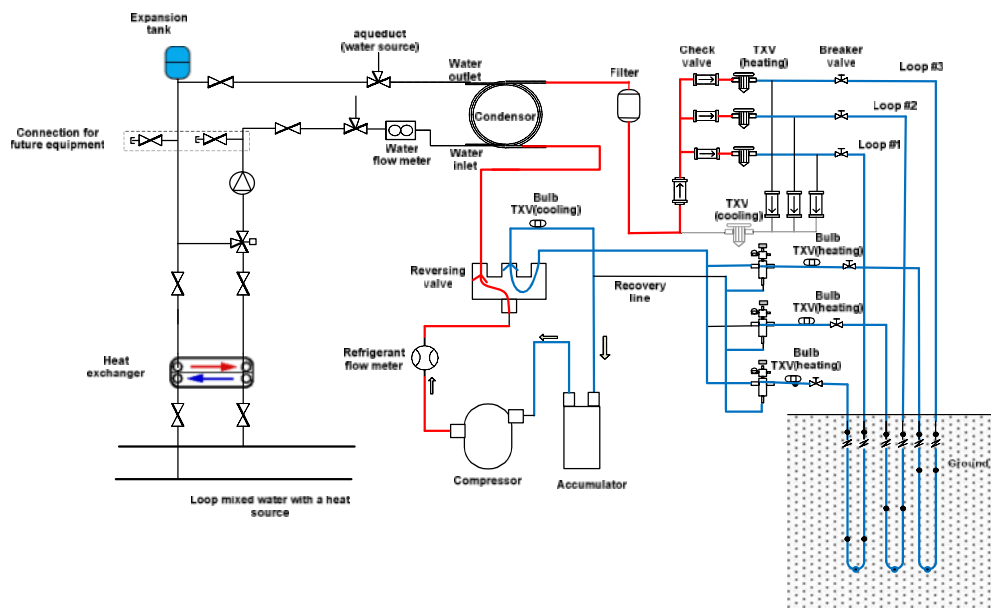 Expansion
tank
aqueduct
(water source)
Water
outlet
Condensor
Water
inlet
Water
flow meter
Connection for
future equipment
Filter
Check
valve
TXV
(heating)
Breaker
valve
Loop #3
Loop #2
Loop #1
TXV
(cooling)
Bulb
TXV(cooling)
Reversing
valve
Recovery
line
Bulb
TXV(heating)
Bulb
TXV(heating)
Bulb
TXV(heating)
Refrigerant
flow meter
Heat
exchanger
Compressor
Accumulator
Ground
Loop mixed water with a heat
source